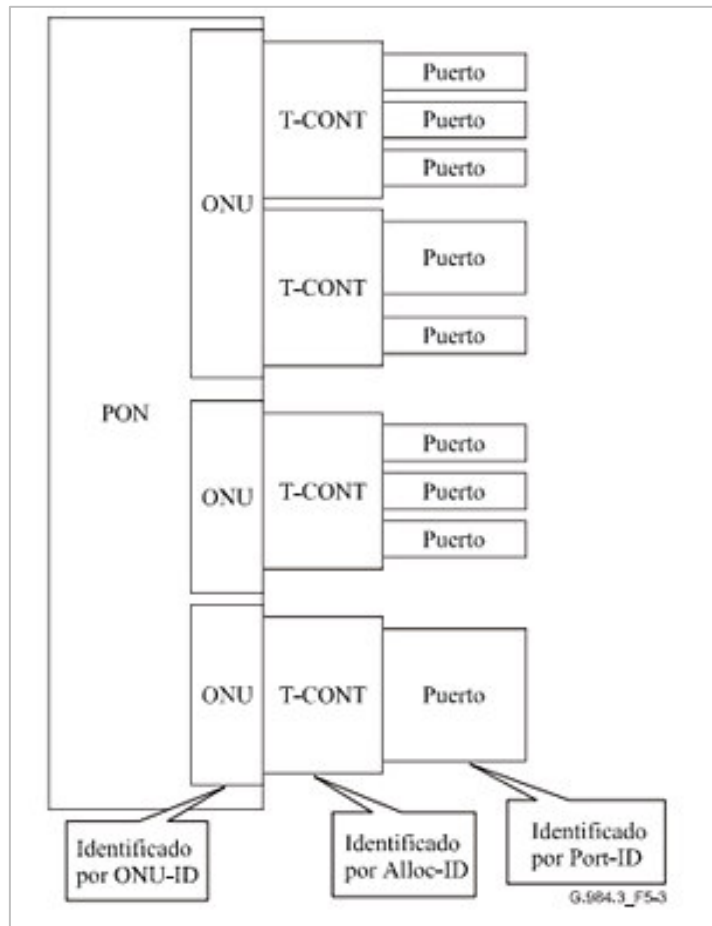 Puerto
T-CONT
Puerto
Puerto
ONU
Puerto
T-CONT
Puerto
PON
Puerto
ONU
T-CONT
Puerto
Puerto
ONU
T-CONT
Puerto
Identificado
por ONU-ID
Identificado
por Alloc-ID
Identificado
por Port-ID
G.984.3_F5-3